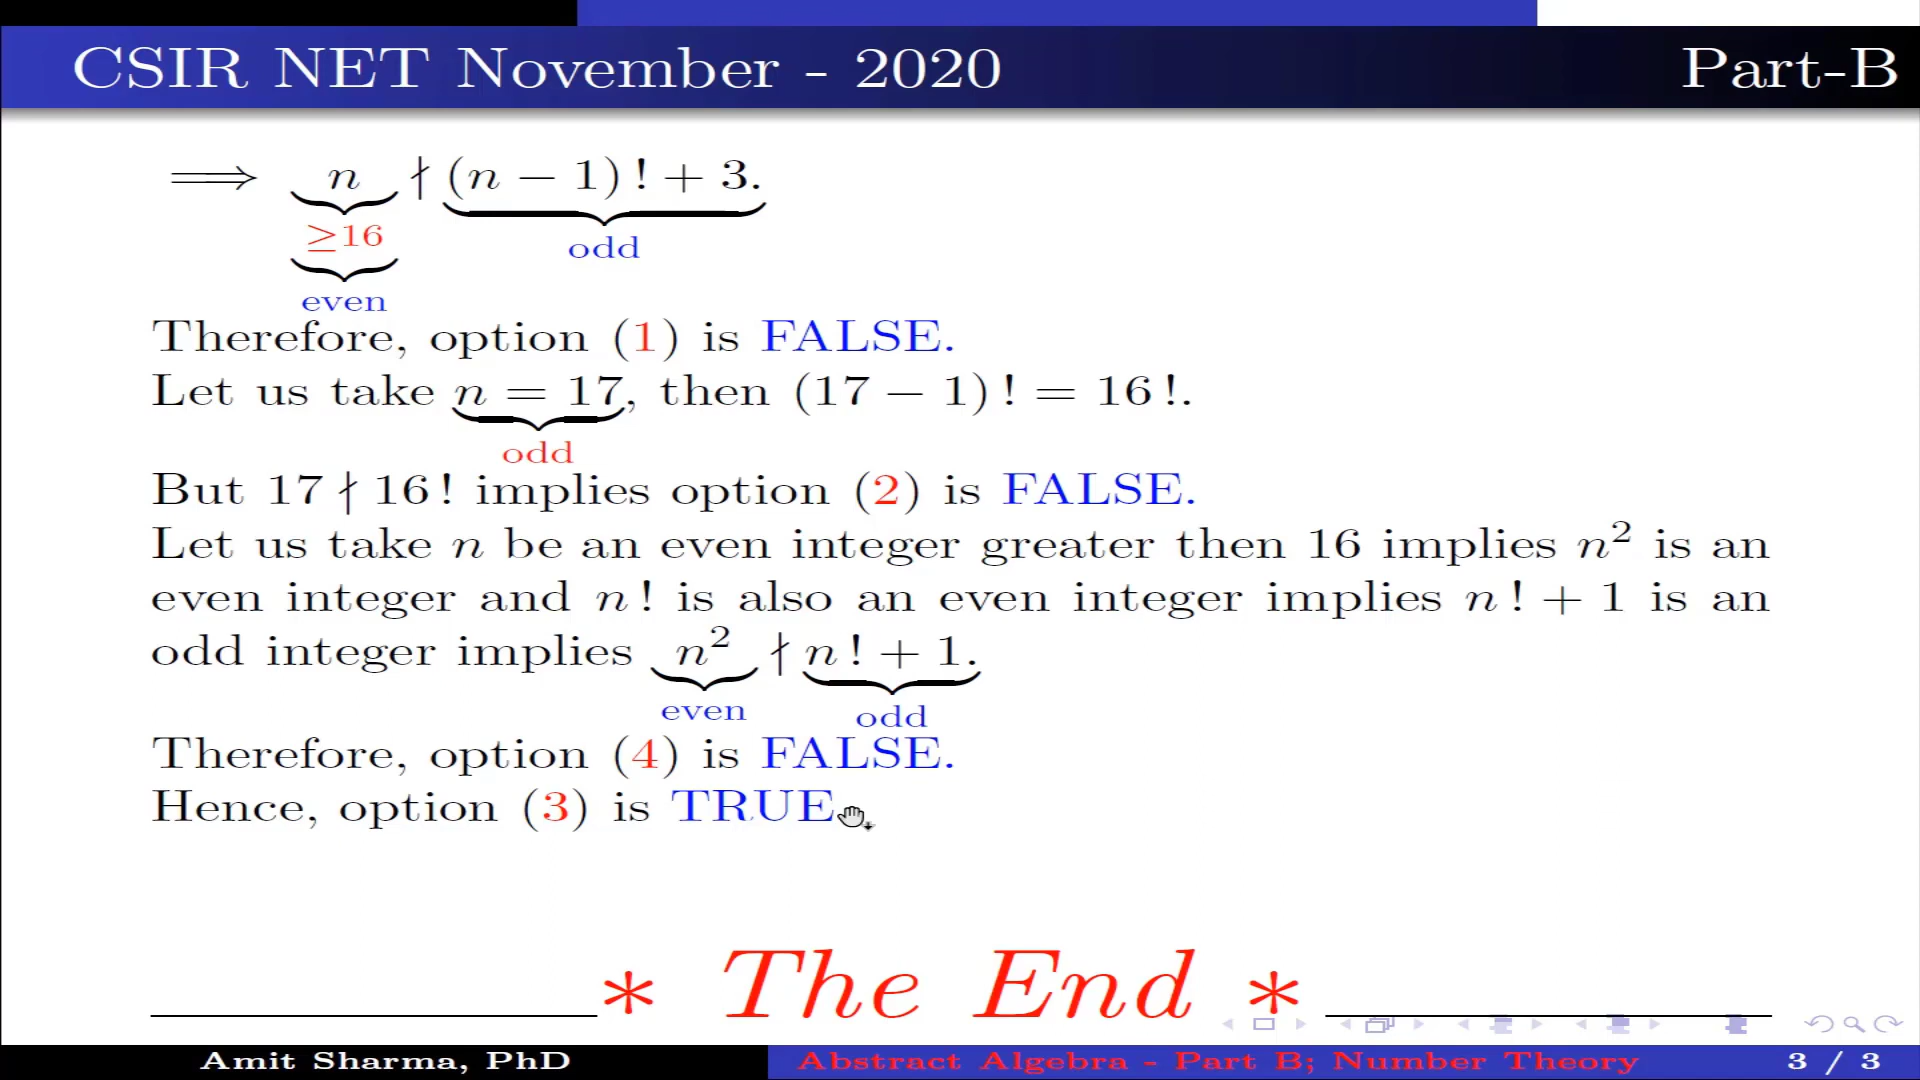 CSIR NET November - 2020 Part-B
⟹ n ∤ (n − 1) ! + 3.
≥16
odd
even
Therefore, option (1) is FALSE.
Let us take n = 17, then (17 − 1) ! = 16 !.
odd
But 17 ∤ 16 ! implies option (2) is FALSE.
Let us take n be an even integer greater then 16 implies n² is an
even integer and n ! is also an even integer implies n ! + 1 is an
odd integer implies n² ∤ n ! + 1.
even odd
Therefore, option (4) is FALSE.
Hence, option (3) is TRUE
* The End *
Amit Sharma, PhD Abstract Algebra - Part B; Number Theory 3 / 3